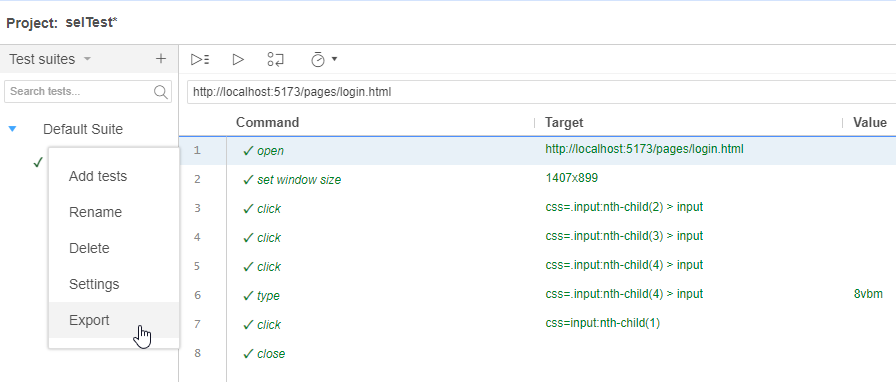 Project: selTest*
Test suites +
Search tests...
http://localhost:5173/pages/login.html
Default Suite
Add tests
Rename
Delete
Settings
Export
Command Target Value
1 ✓ open http://localhost:5173/pages/login.html
2 ✓ set window size 1407x899
3 ✓ click css=.input:nth-child(2) > input
4 ✓ click css=.input:nth-child(3) > input
5 ✓ click css=.input:nth-child(4) > input
6 ✓ type css=.input:nth-child(4) > input 8vbm
7 ✓ click css=input:nth-child(1)
8 ✓ close